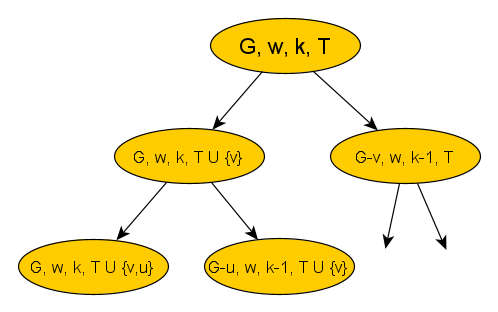 G, w, k, T
G, w, k, T U {v}
G-v, w, k-1, T
G, w, k, T U {v,u}
G-u, w, k-1, T U {v}